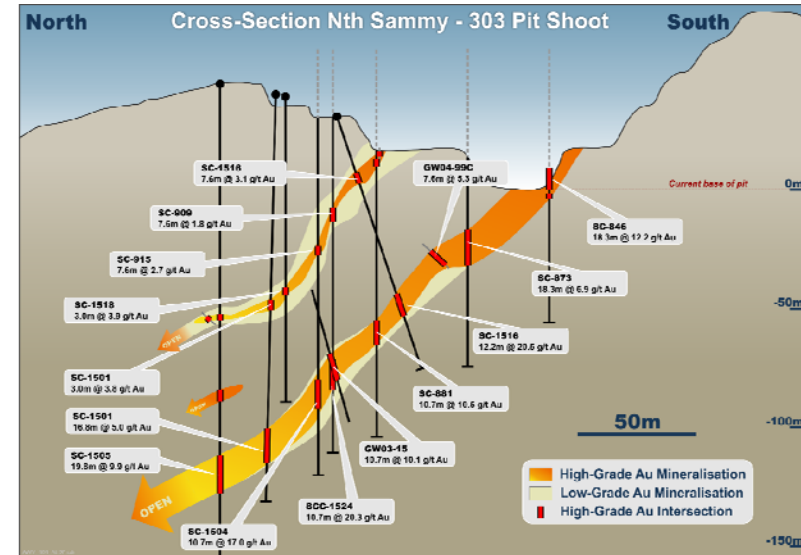 North
Cross-Section Nth Sammy - 303 Pit Shoot
South
SC-1516
7.6m @ 3.1 g/t Au
GW04-99C
7.6m @ 5.3 g/t Au
0m
Current base of pit
SC-909
7.6m @ 1.8 g/t Au
SC-846
18.3m @ 12.2 g/t Au
SC-915
7.6m @ 2.7 g/t Au
SC-873
18.3m @ 6.9 g/t Au
SC-1518
3.0m @ 3.9 g/t Au
-50m
OPEN
SC-1516
12.2m @ 20.6 g/t Au
SC-1501
3.0m @ 3.8 g/t Au
SC-881
10.7m @ 10.6 g/t Au
SC-1501
16.8m @ 5.0 g/t Au
50m
-100m
GW03-15
10.7m @ 10.1 g/t Au
SC-1505
19.8m @ 9.9 g/t Au
High-Grade Au Mineralisation
Low-Grade Au Mineralisation
High-Grade Au Intersection
OPEN
SCC-1524
10.7m @ 20.3 g/t Au
SC-1504
10.7m @ 17.0 g/t Au
-150m